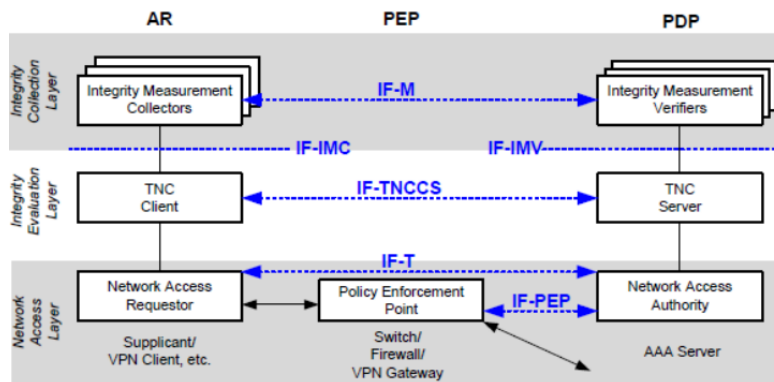 AR PEP PDP
Integrity
Collection
Layer
Integrity Measurement
Collectors
IF-M
Integrity Measurement
Verifiers
IF-IMC IF-IMV
Integrity
Evaluation
Layer
TNC
Client
IF-TNCCS
TNC
Server
IF-T
Network
Access
Layer
Network Access
Requestor
Policy Enforcement
Point
IF-PEP
Network Access
Authority
Supplicant/
VPN Client, etc.
Switch/
Firewall/
VPN Gateway
AAA Server